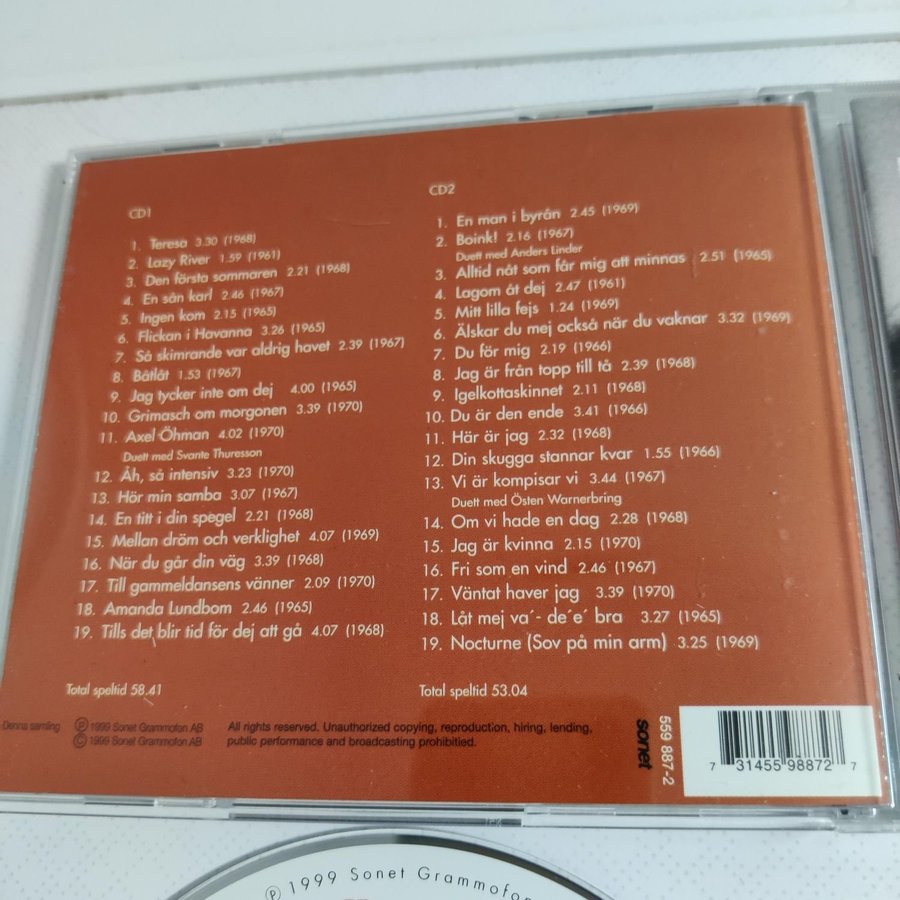 CD1
1. Teresa 3.30 (1968)
2. Lazy River 1.59 (1961)
3. Den första sommaren 2.21 (1968)
4. En sån karl 2.46 (1967)
5. Ingen kom 2.15 (1965)
6. Flickan i Havanna 3.26 (1965)
7. Så skimrande var aldrig havet 2.39 (1967)
8. Båtlåt 1.53 (1967)
9. Jag tycker inte om dej 4.00 (1965)
10. Grimasch om morgonen 3.39 (1970)
11. Axel Öhman 4.02 (1970)
Duett med Svante Thuresson
12. Åh, så intensiv 3.23 (1970)
13. Hör min samba 3.07 (1967)
14. En titt i din spegel 2.21 (1968)
15. Mellan dröm och verklighet 4.07 (1969)
16. När du går din väg 3.39 (1968)
17. Till gammeldansens vänner 2.09 (1970)
18. Amanda Lundbom 2.46 (1965)
19. Tills det blir tid för dej att gå 4.07 (1968)
Total speltid 58.41
CD2
1. En man i byrån 2.45 (1969)
2. Boink! 2.16 (1967)
Duett med Anders Linder
3. Alltid nåt som får mig att minnas 2.51 (1965)
4. Lagom åt dej 2.47 (1961)
5. Mitt lilla fejs 1.24 (1969)
6. Älskar du mej också när du vaknar 3.32 (1969)
7. Du för mig 2.19 (1966)
8. Jag är från topp till tå 2.39 (1968)
9. Igelkottaskinnet 2.11 (1968)
10. Du är den ende 3.41 (1966)
11. Här är jag 2.32 (1968)
12. Din skugga stannar kvar 1.55 (1966)
13. Vi är kompisar vi 3.44 (1967)
Duett med Östen Warnerbring
14. Om vi hade en dag 2.28 (1968)
15. Jag är kvinna 2.15 (1970)
16. Fri som en vind 2.46 (1967)
17. Väntat haver jag 3.39 (1970)
18. Låt mej va´- de´e´ bra 3.27 (1965)
19. Nocturne (Sov på min arm) 3.25 (1969)
Total speltid 53.04
Denna samling ℗ 1999 Sonet Grammofon AB
© 1999 Sonet Grammofon AB
All rights reserved. Unauthorized copying, reproduction, hiring, lending,
public performance and broadcasting prohibitied.
sonet
559 887-2
7 31455 98872 7
℗ 1999 Sonet Grammofon